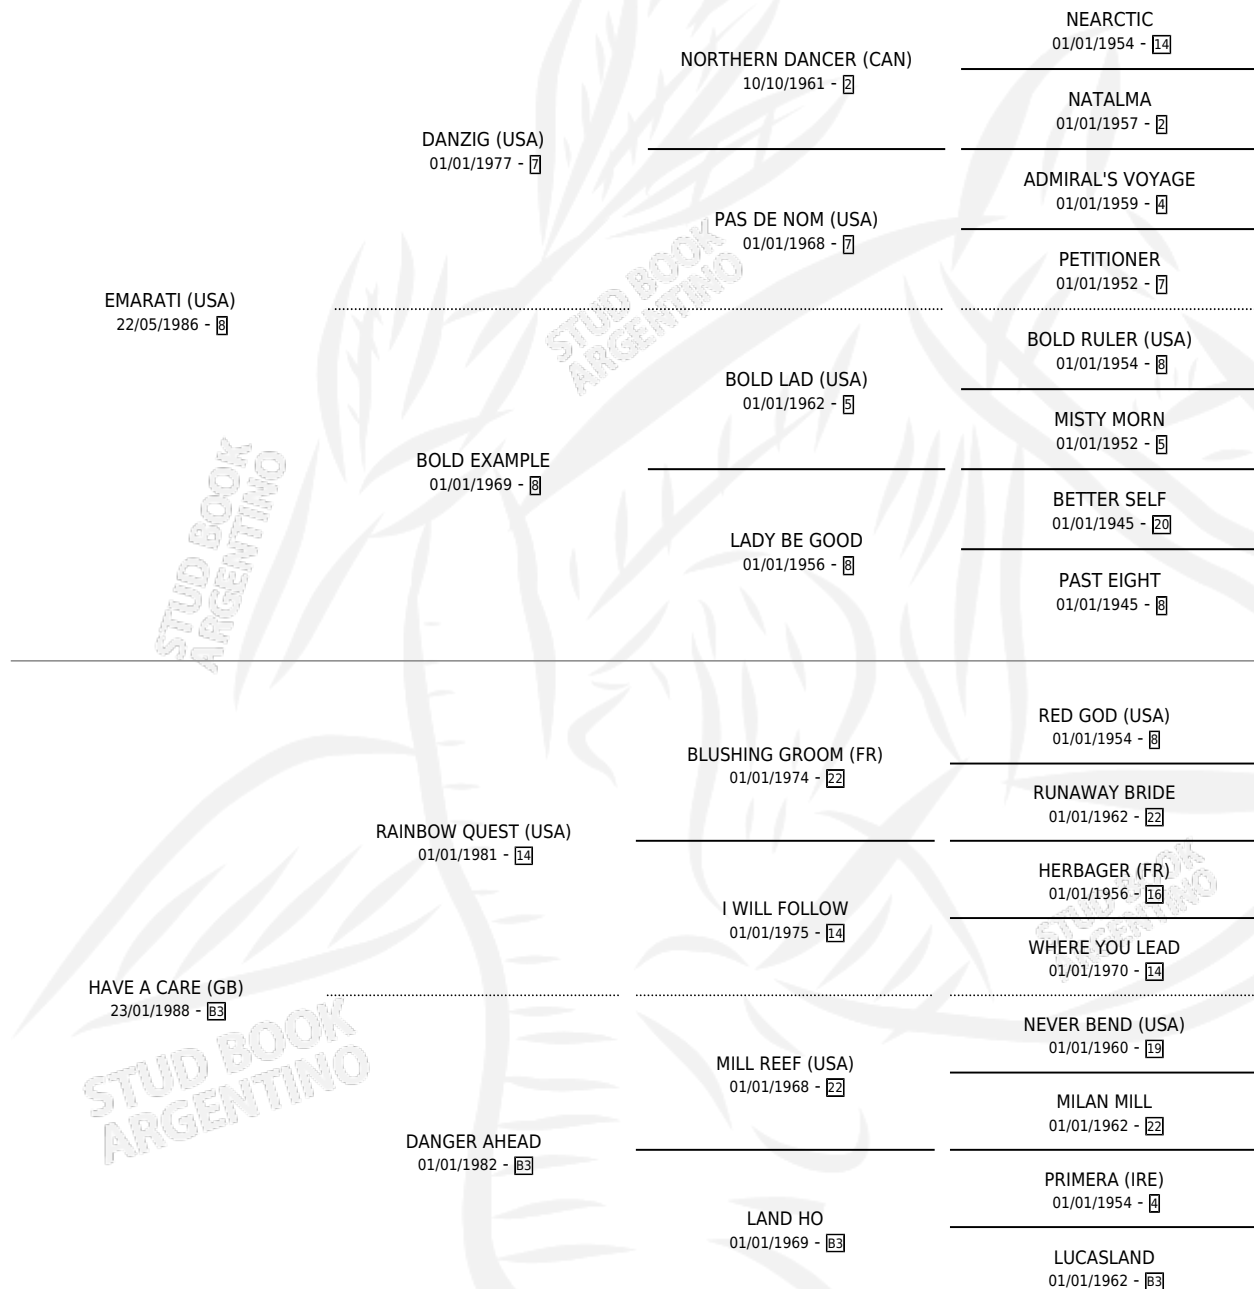 NEARCTIC
01/01/1954 - 14
NORTHERN DANCER (CAN)
10/10/1961 - 2
NATALMA
01/01/1957 - 2
DANZIG (USA)
01/01/1977 - 7
ADMIRAL'S VOYAGE
01/01/1959 - 4
PAS DE NOM (USA)
01/01/1968 - 7
PETITIONER
01/01/1952 - 7
EMARATI (USA)
22/05/1986 - 8
STUD BOOK
ARGENTINO
BOLD RULER (USA)
01/01/1954 - 8
BOLD LAD (USA)
01/01/1962 - 5
MISTY MORN
01/01/1952 - 5
BOLD EXAMPLE
01/01/1969 - 8
BETTER SELF
01/01/1945 - 20
LADY BE GOOD
01/01/1956 - 8
PAST EIGHT
01/01/1945 - 8
STUD BOOK
ARGENTINO
RED GOD (USA)
01/01/1954 - 8
BLUSHING GROOM (FR)
01/01/1974 - 22
RUNAWAY BRIDE
01/01/1962 - 22
RAINBOW QUEST (USA)
01/01/1981 - 14
HERBAGER (FR)
01/01/1956 - 16
I WILL FOLLOW
01/01/1975 - 14
STUD BOOK
ARGENTINO
WHERE YOU LEAD
01/01/1970 - 14
HAVE A CARE (GB)
23/01/1988 - B3
NEVER BEND (USA)
01/01/1960 - 19
MILL REEF (USA)
01/01/1968 - 22
STUD BOOK
ARGENTINO
MILAN MILL
01/01/1962 - 22
DANGER AHEAD
01/01/1982 - B3
PRIMERA (IRE)
01/01/1954 - 4
LAND HO
01/01/1969 - B3
LUCASLAND
01/01/1962 - B3